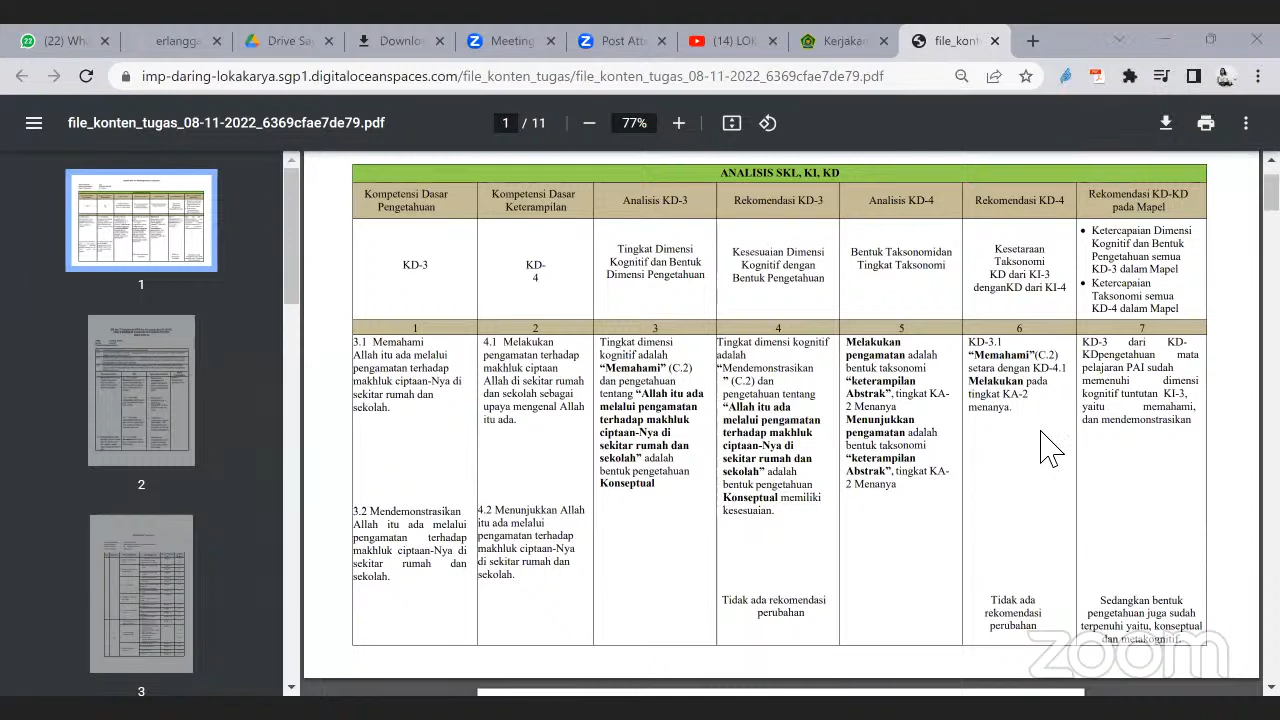 (22) Wh
erlangga
Drive Sa
Downlo
Meeting
Post Att
(14) LOK
Kerjaka
file_kont
imp-daring-lokakarya.sgp1.digitaloceanspaces.com/file_konten_tugas/file_konten_tugas_08-11-2022_6369cfae7de79.pdf
file_konten_tugas_08-11-2022_6369cfae7de79.pdf
1 / 11
77%
1
2
3
ANALISIS SKL, KI, KD
Kompetensi Dasar
Pengetahuan
Kompetensi Dasar
Keterampilan
Analisis KD-3
Rekomendasi KD-3
Analisis KD-4
Rekomendasi KD-4
Rekomendasi KD-KD
pada Mapel
KD-3
KD-
4
Tingkat Dimensi
Kognitif dan Bentuk
Dimensi Pengetahuan
Kesesuaian Dimensi
Kognitif dengan
Bentuk Pengetahuan
Bentuk Taksonomidan
Tingkat Taksonomi
Kesetaraan
Taksonomi
KD dari KI-3
denganKD dari KI-4
• Ketercapaian Dimensi
Kognitif dan Bentuk
Pengetahuan semua
KD-3 dalam Mapel
• Ketercapaian
Taksonomi semua
KD-4 dalam Mapel
1
2
3
4
5
6
7
3.1 Memahami
Allah itu ada melalui
pengamatan terhadap
makhluk ciptaan-Nya di
sekitar rumah dan
sekolah.
3.2 Mendemonstrasikan
Allah itu ada melalui
pengamatan terhadap
makhluk ciptaan-Nya di
sekitar rumah dan
sekolah.
4.1 Melakukan
pengamatan terhadap
makhluk ciptaan
Allah di sekitar rumah
dan sekolah sebagai
upaya mengenal Allah
itu ada.
4.2 Menunjukkan Allah
itu ada melalui
pengamatan terhadap
makhluk ciptaan-Nya
di sekitar rumah dan
sekolah.
Tingkat dimensi
kognitif adalah
“Memahami” (C.2)
dan pengetahuan
tentang “Allah itu ada
melalui pengamatan
terhadap makhluk
ciptaan-Nya di
sekitar rumah dan
sekolah” adalah
bentuk pengetahuan
Konseptual
Tingkat dimensi kognitif
adalah
“Mendemonstrasikan
” (C.2) dan
pengetahuan tentang
“Allah itu ada
melalui pengamatan
terhadap makhluk
ciptaan-Nya di
sekitar rumah dan
sekolah” adalah
bentuk pengetahuan
Konseptual memiliki
kesesuaian.
Tidak ada rekomendasi
perubahan
Melakukan
pengamatan adalah
bentuk taksonomi
“keterampilan
Abstrak”, tingkat KA-
2 Menanya
Menunjukkan
pengamatan adalah
bentuk taksonomi
“keterampilan
Abstrak”, tingkat KA-
2 Menanya
KD-3.1
“Memahami”(C.2)
setara dengan KD-4.1
Melakukan pada
tingkat KA-2
menanya.
Tidak ada
rekomendasi
perubahan
KD-3 dari KD-
KDpengetahuan mata
pelajaran PAI sudah
memenuhi dimensi
kognitif tuntutan KI-3,
yaitu memahami,
dan mendemonstrasikan
Sedangkan bentuk
pengetahuan juga sudah
terpenuhi yaitu, konseptual
dan metakognitif.
zoom